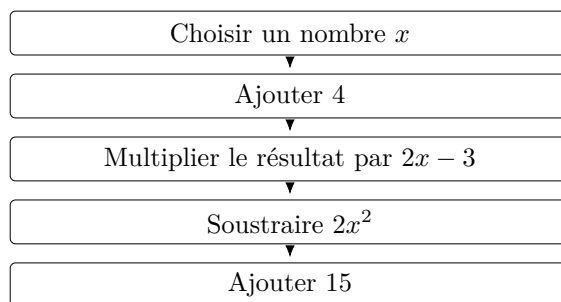 Choisir un nombre x
Ajouter 4
Multiplier le résultat par 2x − 3
Soustraire 2x²
Ajouter 15